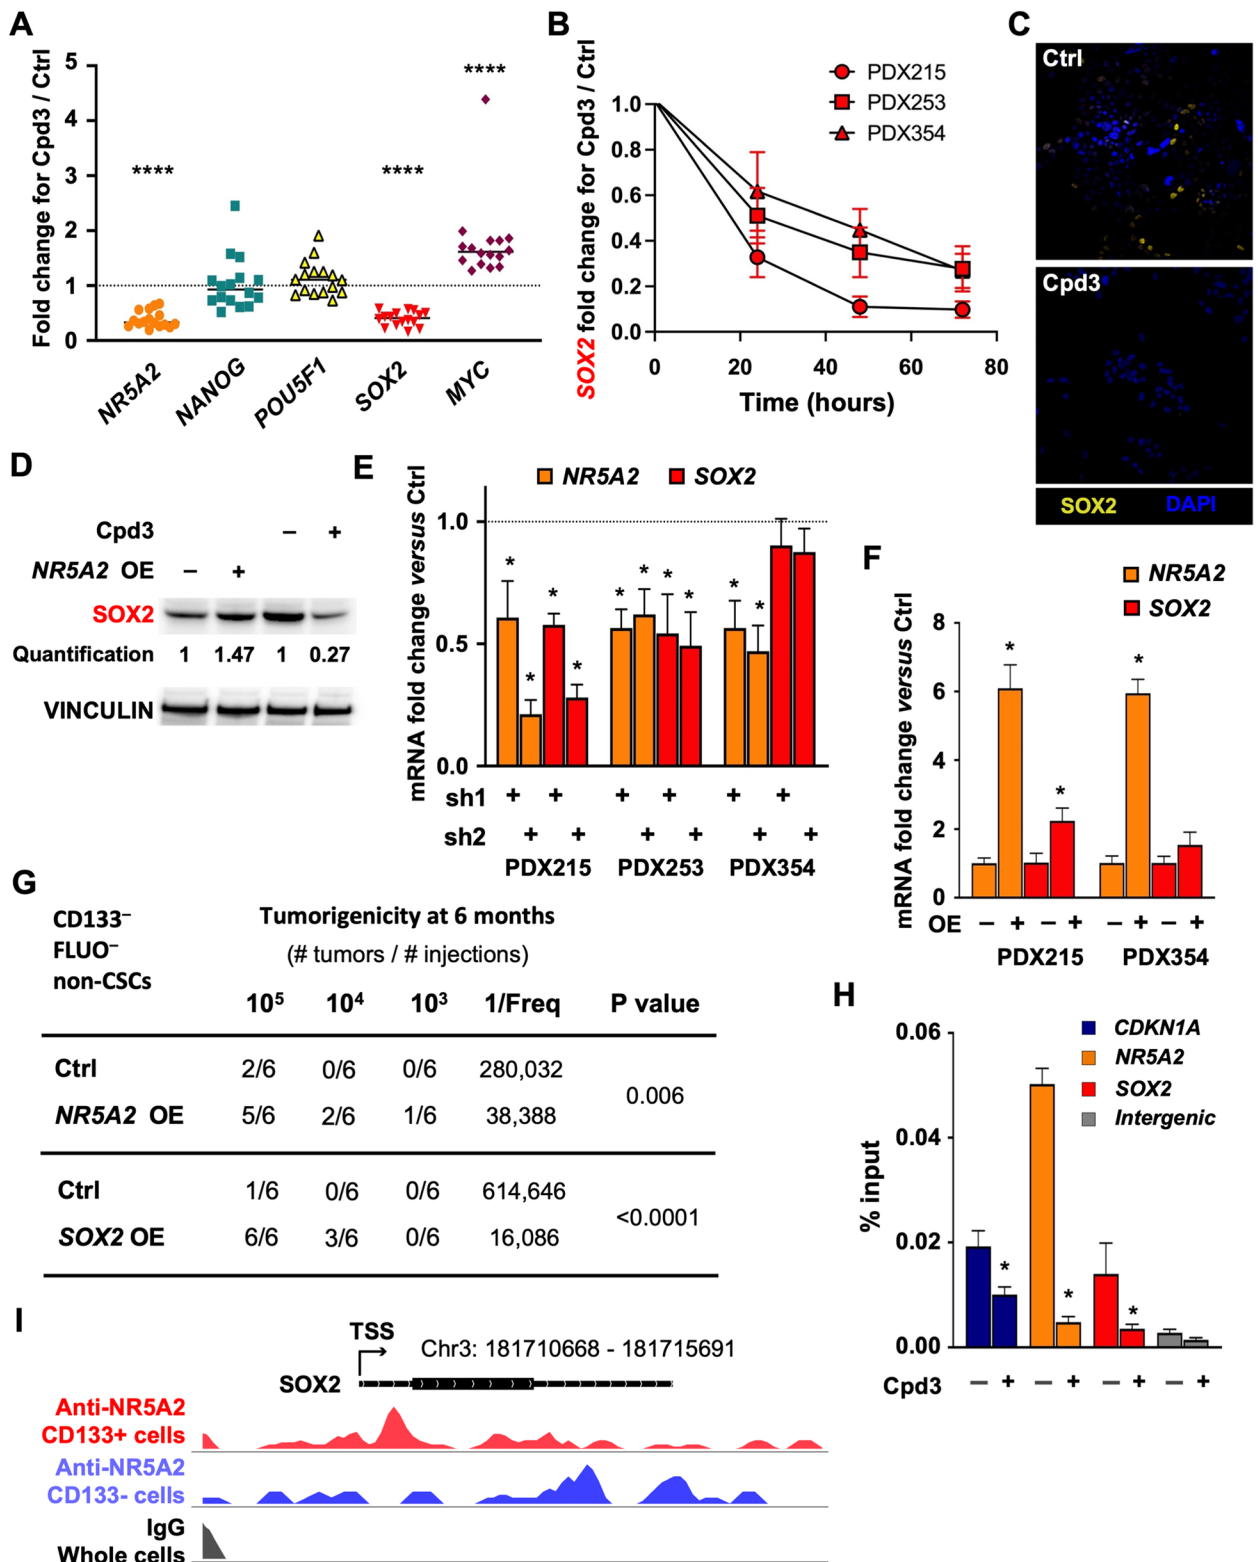 A
Fold change for Cpd3 / Ctrl
5
4
3
2
1
0
****
****
****
NR5A2
NANOG
POU5F1
SOX2
MYC
B
SOX2 fold change for Cpd3 / Ctrl
1.0
0.8
0.6
0.4
0.2
0.0
0 20 40 60 80
Time (hours)
PDX215
PDX253
PDX354
C
Ctrl
Cpd3
SOX2 DAPI
D
Cpd3 – +
NR5A2 OE – +
SOX2
Quantification 1 1.47 1 0.27
VINCULIN
E
NR5A2 SOX2
mRNA fold change versus Ctrl
1.0
0.5
0.0
* * * * * * * * * *
sh1 + + + + + +
sh2 + + + + + +
PDX215 PDX253 PDX354
F
NR5A2
SOX2
mRNA fold change versus Ctrl
8
6
4
2
0
* * *
OE – + – + – + – +
PDX215 PDX354
G
CD133–
FLUO–
non-CSCs
Tumorigenicity at 6 months
(# tumors / # injections)
10⁵ 10⁴ 10³ 1/Freq P value
Ctrl 2/6 0/6 0/6 280,032
0.006
NR5A2 OE 5/6 2/6 1/6 38,388
Ctrl 1/6 0/6 0/6 614,646
<0.0001
SOX2 OE 6/6 3/6 0/6 16,086
H
CDKN1A
NR5A2
SOX2
Intergenic
% input
0.06
0.04
0.02
0.00
* * *
Cpd3 – + – + – + – +
I
TSS
Chr3: 181710668 - 181715691
SOX2
Anti-NR5A2
CD133+ cells
Anti-NR5A2
CD133- cells
IgG
Whole cells